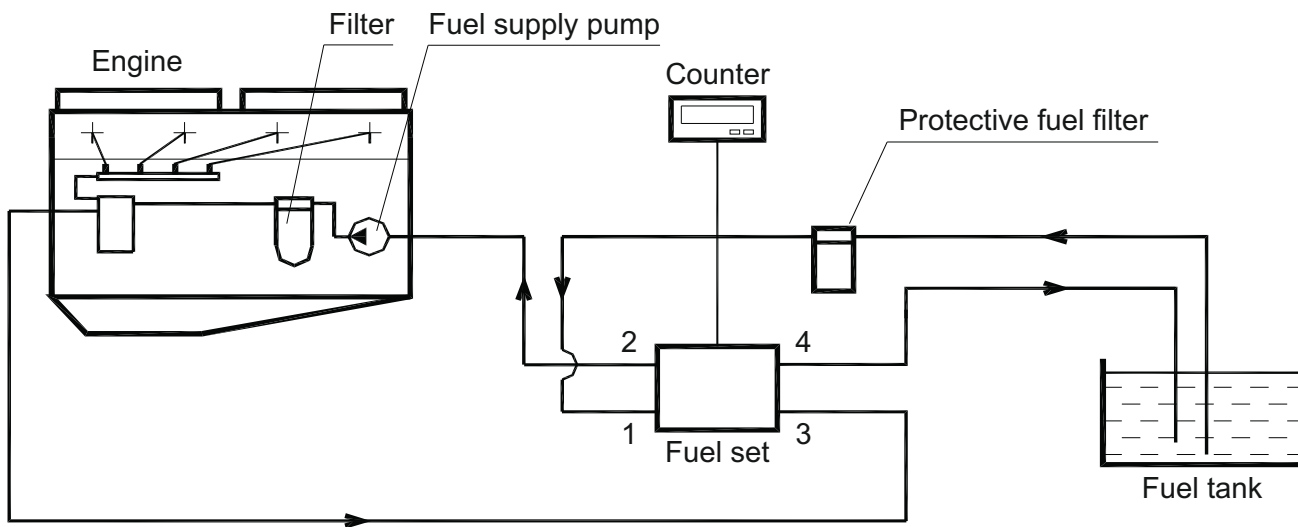 Filter
Fuel supply pump
Engine
Counter
Protective fuel filter
2
4
1
3
Fuel set
Fuel tank